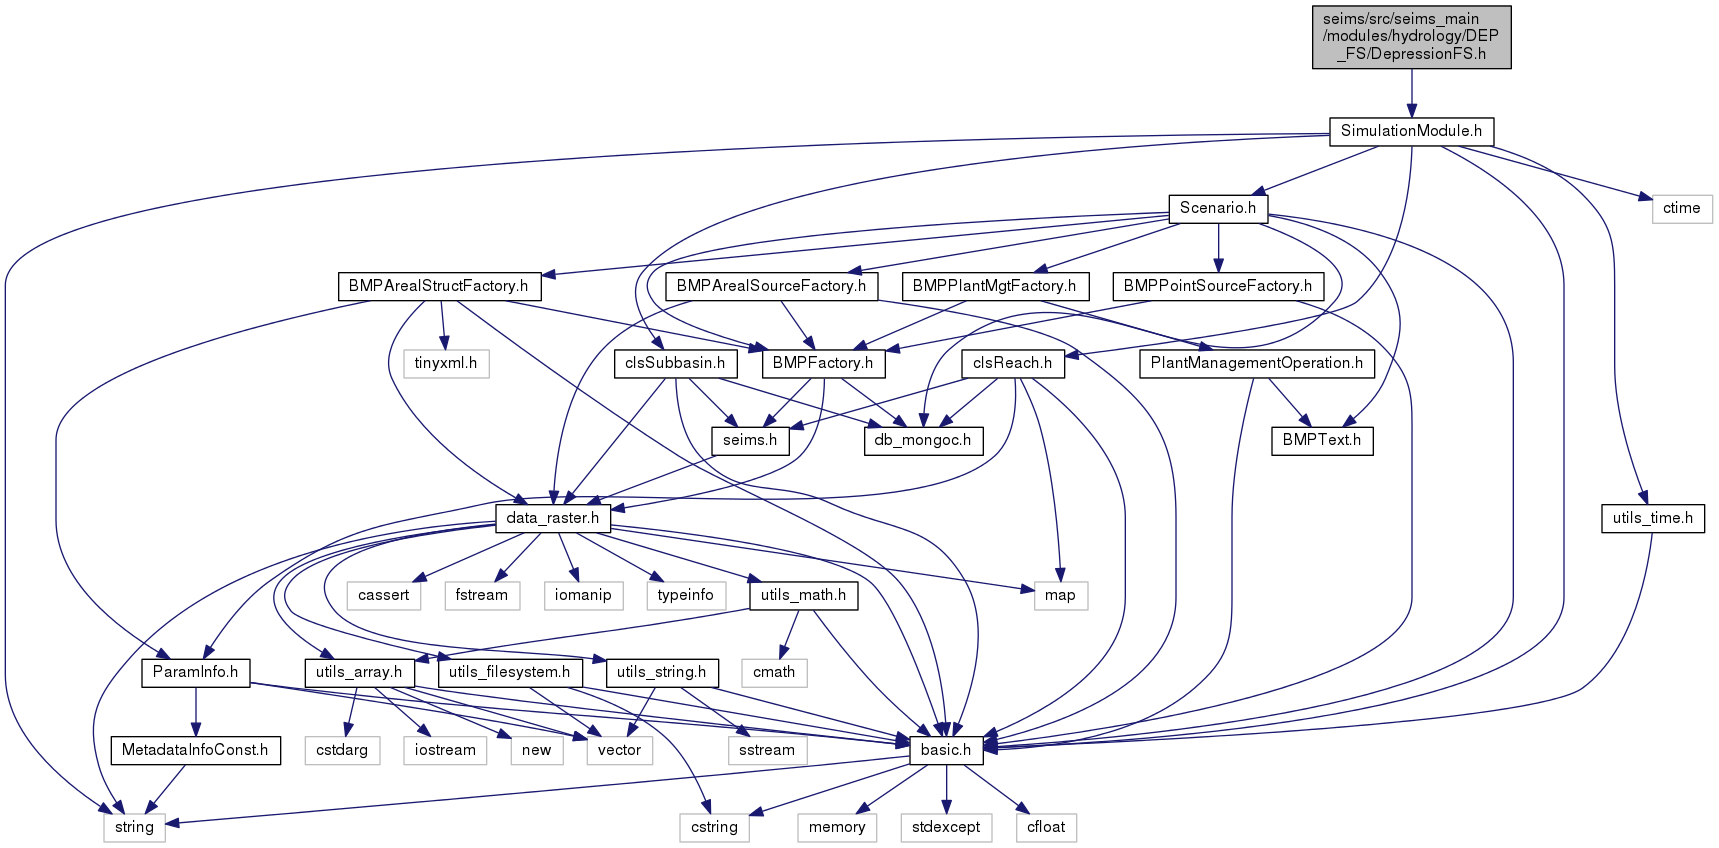 seims/src/seims_main
/modules/hydrology/DEP
_FS/DepressionFS.h
SimulationModule.h
Scenario.h
ctime
BMPArealStructFactory.h
BMPArealSourceFactory.h
BMPPlantMgtFactory.h
BMPPointSourceFactory.h
tinyxml.h
clsSubbasin.h
BMPFactory.h
clsReach.h
PlantManagementOperation.h
seims.h
db_mongoc.h
BMPText.h
data_raster.h
utils_time.h
cassert
fstream
iomanip
typeinfo
utils_math.h
map
ParamInfo.h
utils_array.h
utils_filesystem.h
utils_string.h
cmath
MetadataInfoConst.h
cstdarg
iostream
new
vector
sstream
basic.h
string
cstring
memory
stdexcept
cfloat